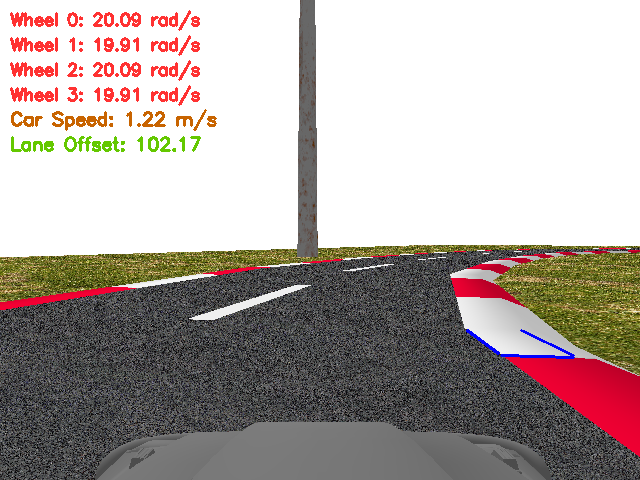 Wheel 0: 20.09 rad/s
Wheel 1: 19.91 rad/s
Wheel 2: 20.09 rad/s
Wheel 3: 19.91 rad/s
Car Speed: 1.22 m/s
Lane Offset: 102.17